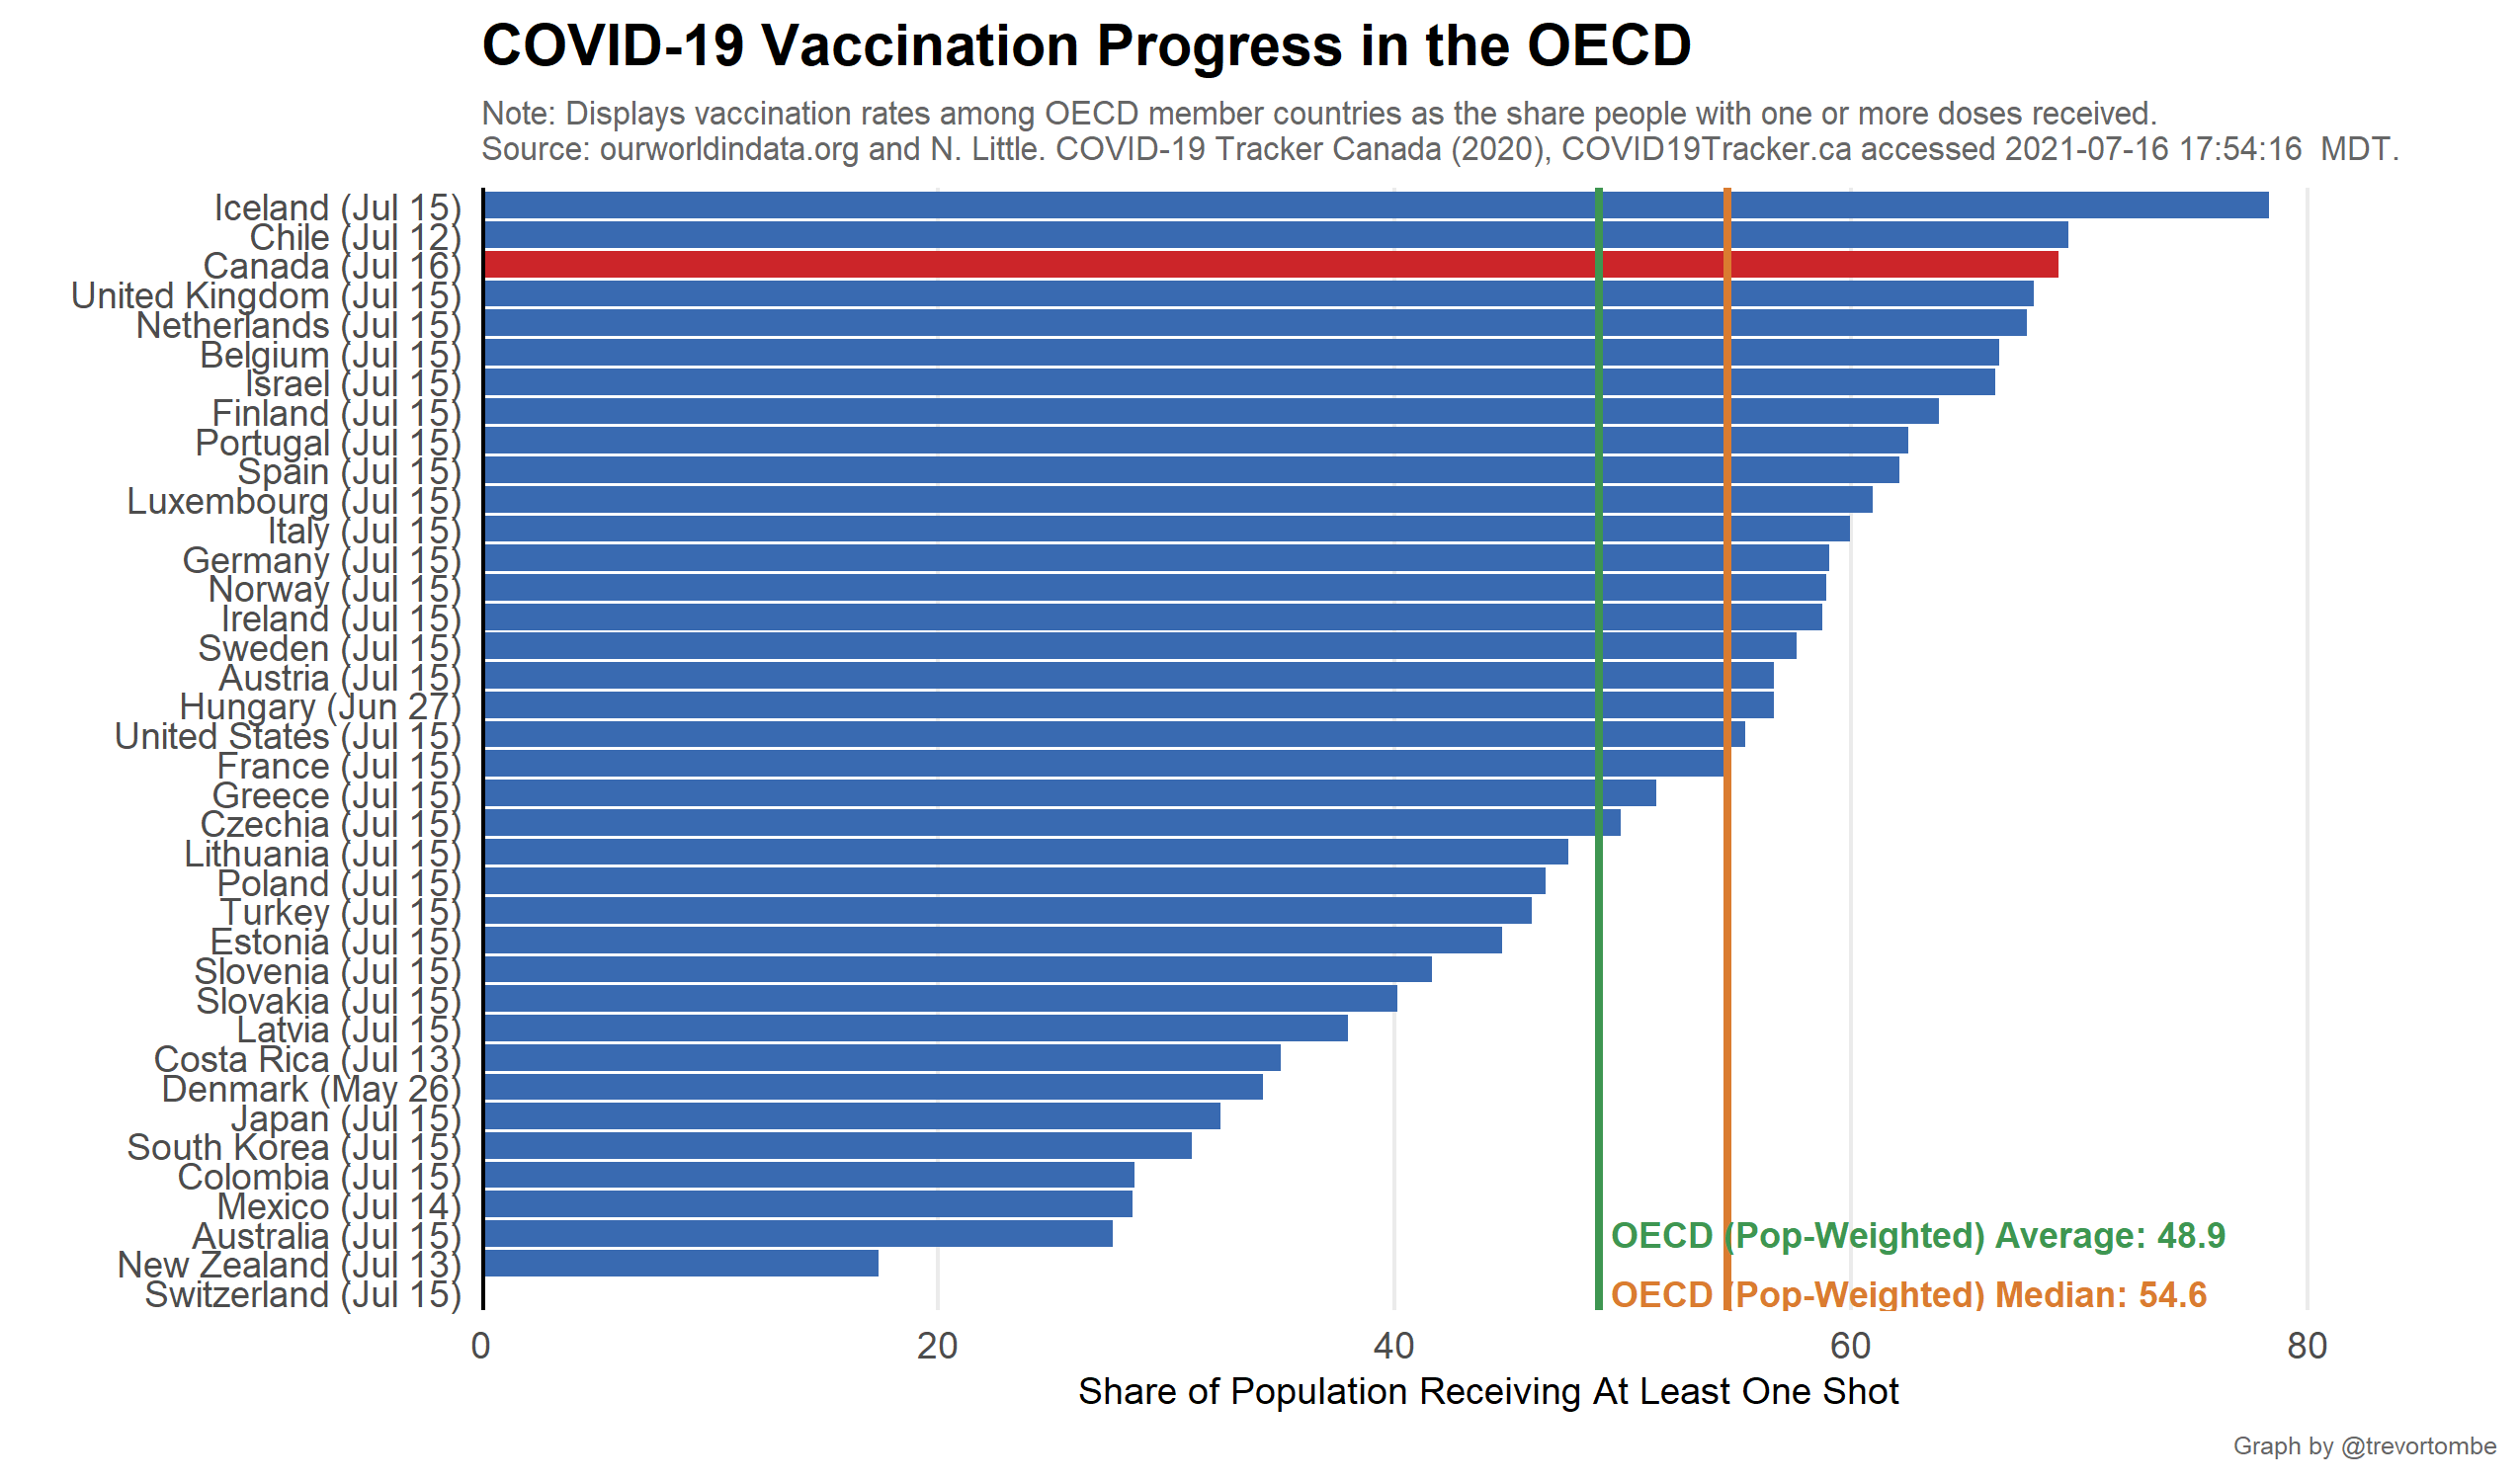 COVID-19 Vaccination Progress in the OECD
Note: Displays vaccination rates among OECD member countries as the share people with one or more doses received.
Source: ourworldindata.org and N. Little. COVID-19 Tracker Canada (2020), COVID19Tracker.ca accessed 2021-07-16 17:54:16  MDT.
Iceland (Jul 15)
Chile (Jul 12)
Canada (Jul 16)
United Kingdom (Jul 15)
Netherlands (Jul 15)
Belgium (Jul 15)
Israel (Jul 15)
Finland (Jul 15)
Portugal (Jul 15)
Spain (Jul 15)
Luxembourg (Jul 15)
Italy (Jul 15)
Germany (Jul 15)
Norway (Jul 15)
Ireland (Jul 15)
Sweden (Jul 15)
Austria (Jul 15)
Hungary (Jun 27)
United States (Jul 15)
France (Jul 15)
Greece (Jul 15)
Czechia (Jul 15)
Lithuania (Jul 15)
Poland (Jul 15)
Turkey (Jul 15)
Estonia (Jul 15)
Slovenia (Jul 15)
Slovakia (Jul 15)
Latvia (Jul 15)
Costa Rica (Jul 13)
Denmark (May 26)
Japan (Jul 15)
South Korea (Jul 15)
Colombia (Jul 15)
Mexico (Jul 14)
Australia (Jul 15)
New Zealand (Jul 13)
Switzerland (Jul 15)
OECD (Pop-Weighted) Average: 48.9
OECD (Pop-Weighted) Median: 54.6
0 20 40 60 80
Share of Population Receiving At Least One Shot
Graph by @trevortombe